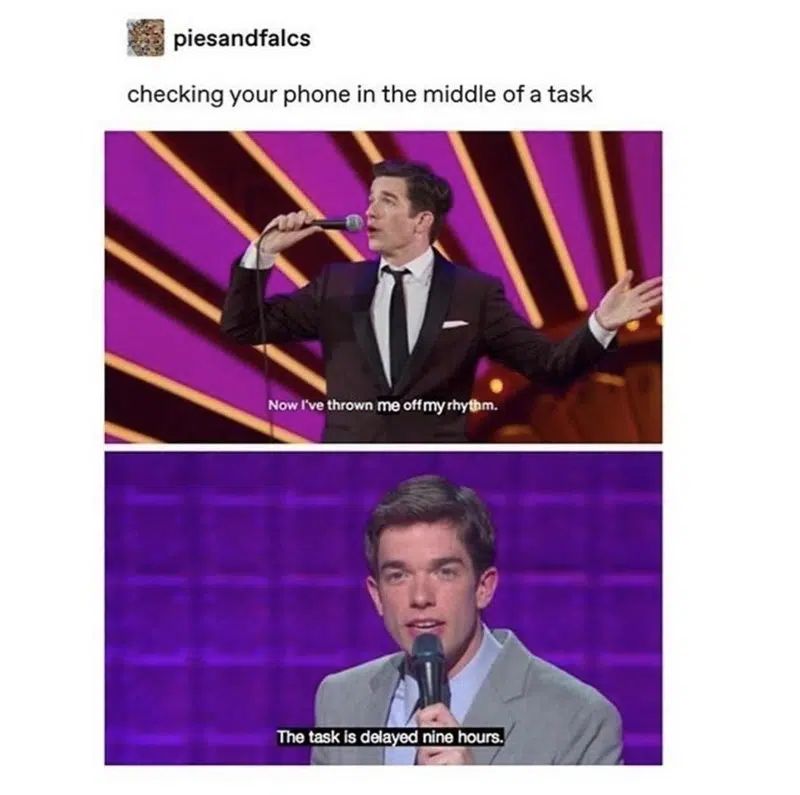 piesandfalcs
checking your phone in the middle of a task
Now I've thrown me off my rhythm.
The task is delayed nine hours.